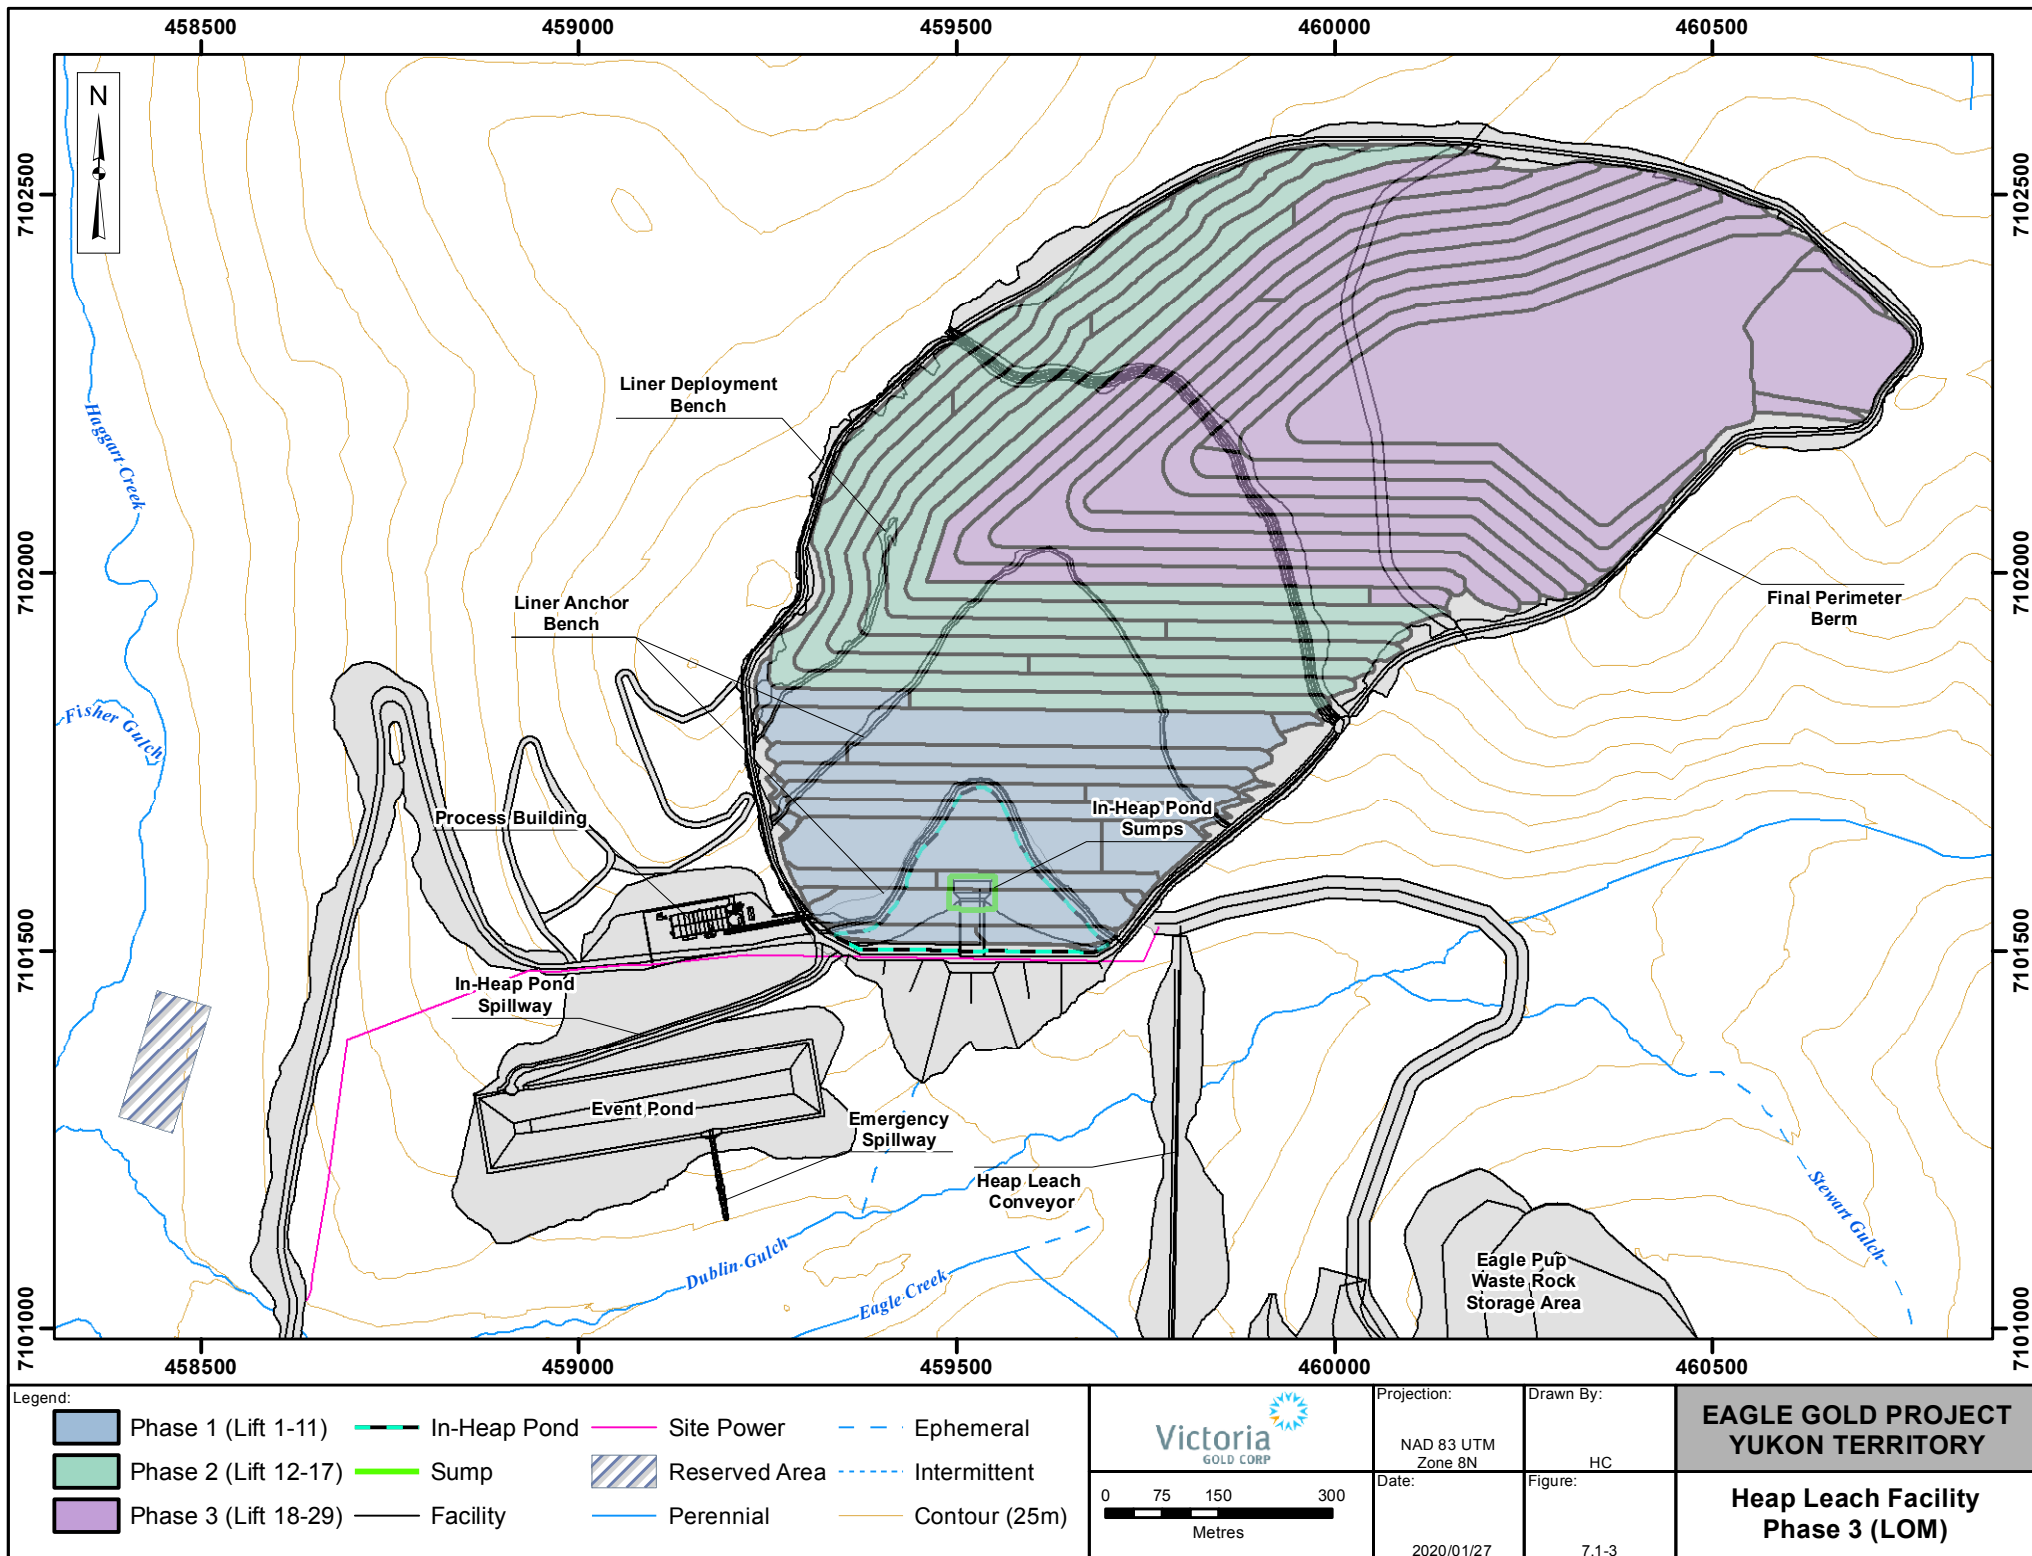 458500 459000 459500 460000 460500
N
7102500
7102500
Haggart Creek
Liner Deployment
Bench
7102000
7102000
Liner Anchor
Bench
Final Perimeter
Berm
Fisher Gulch
Process Building
In-Heap Pond
Sumps
7101500
7101500
In-Heap Pond
Spillway
Event Pond
Emergency
Spillway
Heap Leach
Conveyor
Stewart Gulch
Dublin Gulch
Eagle Creek
Eagle Pup
Waste Rock
Storage Area
7101000
7101000
458500 459000 459500 460000 460500
Legend:
Phase 1 (Lift 1-11)
Phase 2 (Lift 12-17)
Phase 3 (Lift 18-29)
In-Heap Pond
Sump
Facility
Site Power
Reserved Area
Perennial
Ephemeral
Intermittent
Contour (25m)
Victoria
GOLD CORP
0 75 150 300
Metres
Projection:
NAD 83 UTM
Zone 8N
Drawn By:
HC
Date:
2020/01/27
Figure:
7.1-3
EAGLE GOLD PROJECT
YUKON TERRITORY
Heap Leach Facility
Phase 3 (LOM)